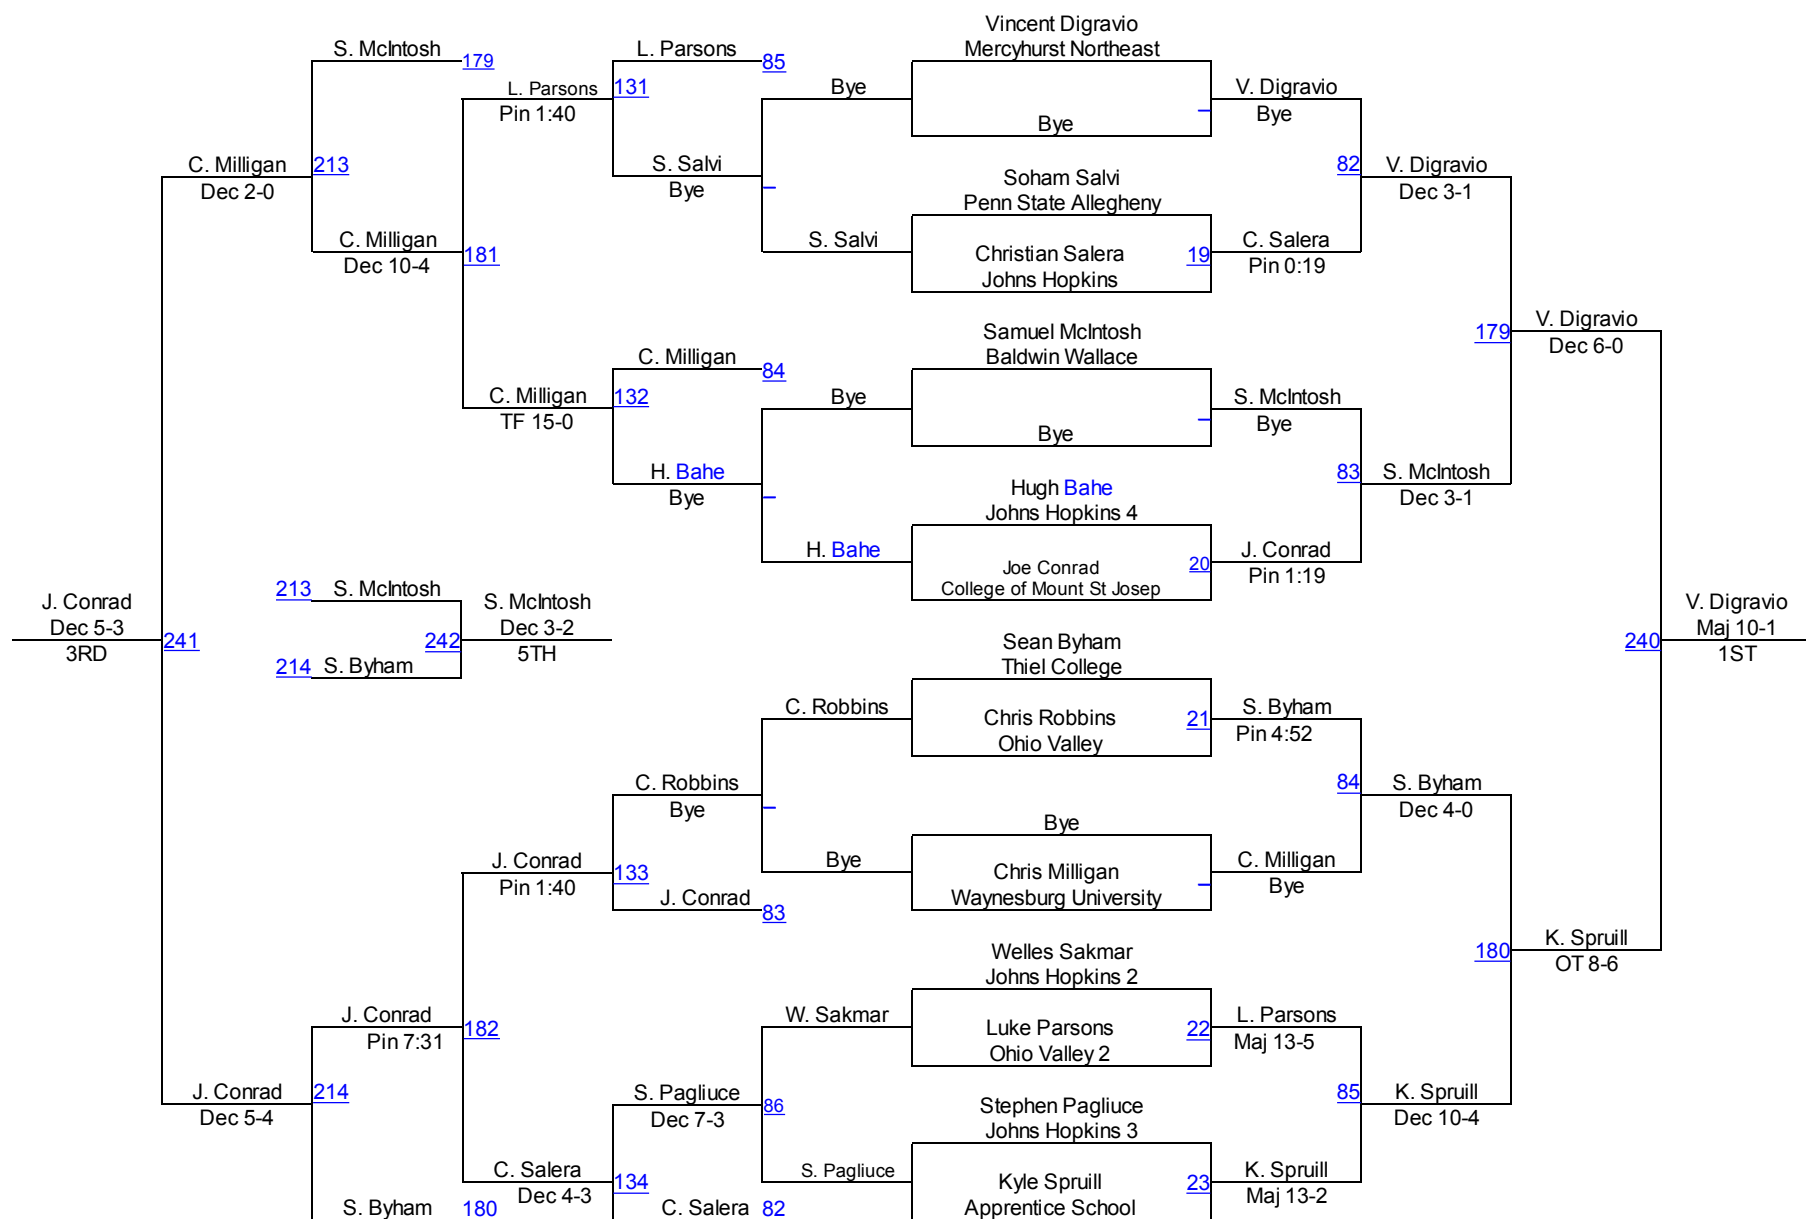 Vincent Digravio
S. McIntosh
L. Parsons
Mercyhurst Northeast
179
85
L. Parsons
131
Bye
V. Digravio
Pin 1:40
Bye
Bye
C. Milligan
213
S. Salvi
82
V. Digravio
Dec 2-0
Bye
Soham Salvi
Dec 3-1
Penn State Allegheny
C. Milligan
S. Salvi
C. Salera
Dec 10-4
181
Christian Salera
19
Pin 0:19
Johns Hopkins
Samuel McIntosh
179
V. Digravio
C. Milligan
Baldwin Wallace
Dec 6-0
84
C. Milligan
132
Bye
S. McIntosh
TF 15-0
Bye
Bye
H. Bahe
83
S. McIntosh
Bye
Hugh Bahe
Dec 3-1
Johns Hopkins 4
H. Bahe
J. Conrad
Joe Conrad
20
Pin 1:19
College of Mount St Josep
213
S. McIntosh
J. Conrad
S. McIntosh
V. Digravio
Dec 5-3
Dec 3-2
Maj 10-1
241
242
Sean Byham
240
3RD
5TH
Thiel College
1ST
214
S. Byham
C. Robbins
Chris Robbins
21
S. Byham
Ohio Valley
Pin 4:52
C. Robbins
84
S. Byham
Bye
Bye
Dec 4-0
J. Conrad
Bye
C. Milligan
Pin 1:40
133
Chris Milligan
Bye
J. Conrad
Waynesburg University
83
Welles Sakmar
180
K. Spruill
Johns Hopkins 2
OT 8-6
J. Conrad
W. Sakmar
L. Parsons
Pin 7:31
182
Luke Parsons
22
Maj 13-5
Ohio Valley 2
J. Conrad
214
S. Pagliuce
86
Stephen Pagliuce
85
K. Spruill
Dec 5-4
Dec 7-3
Johns Hopkins 3
Dec 10-4
C. Salera
S. Pagliuce
K. Spruill
Dec 4-3
134
Kyle Spruill
23
Maj 13-2
S. Byham
180
C. Salera
82
Apprentice School